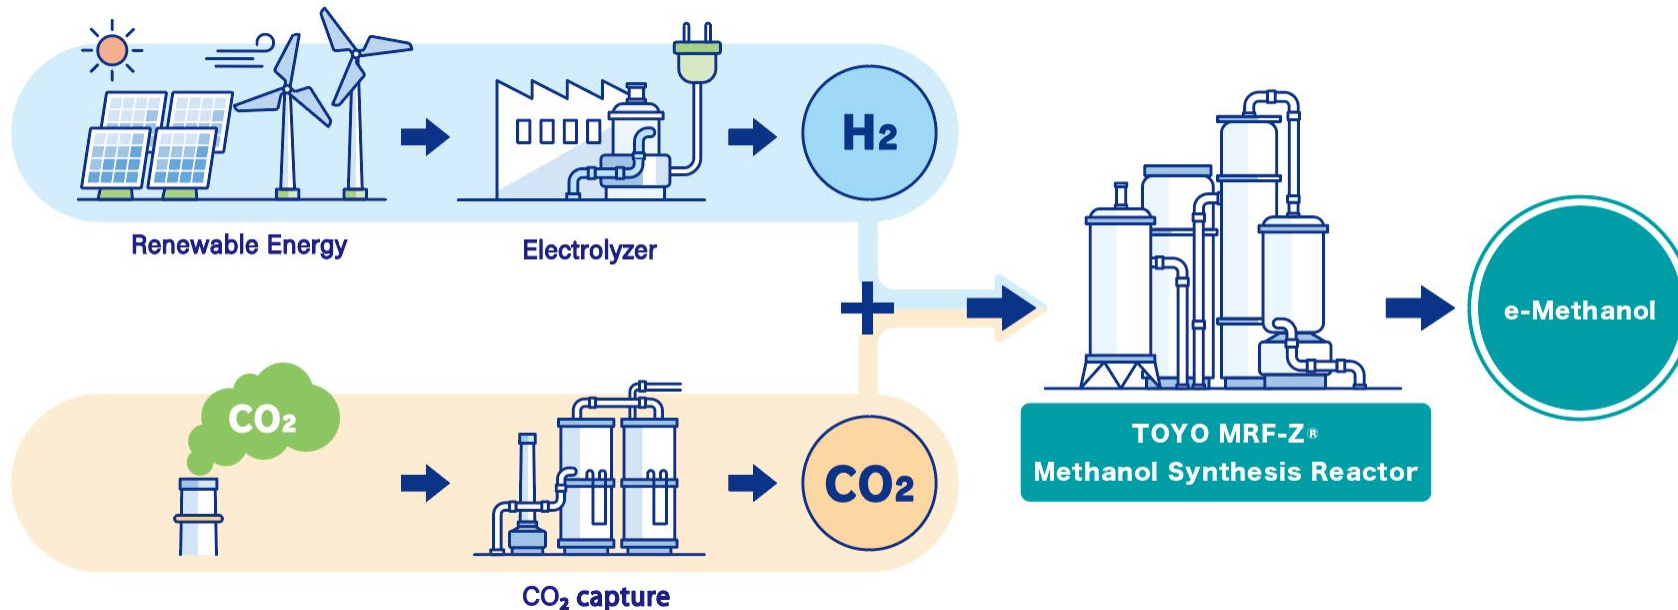 H2
Renewable Energy
Electrolyzer
CO2
CO2
CO2 capture
TOYO MRF-Z®
Methanol Synthesis Reactor
e-Methanol